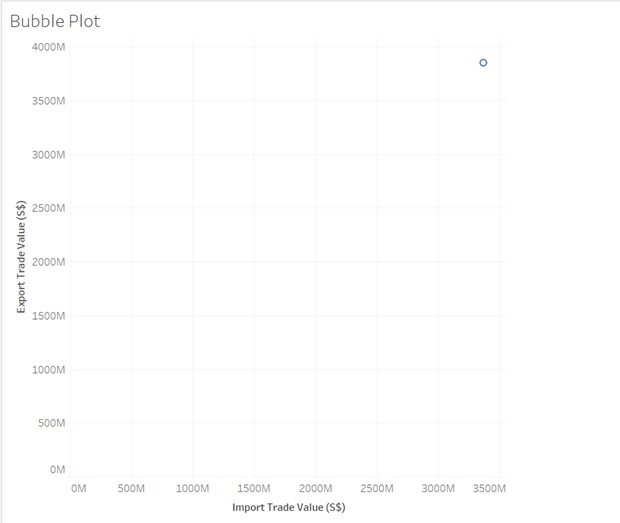 Bubble Plot
4000M
3500M
3000M
2500M
2000M
1500M
1000M
500M
0M
Export Trade Value (S$)
0M 500M 1000M 1500M 2000M 2500M 3000M 3500M
Import Trade Value (S$)